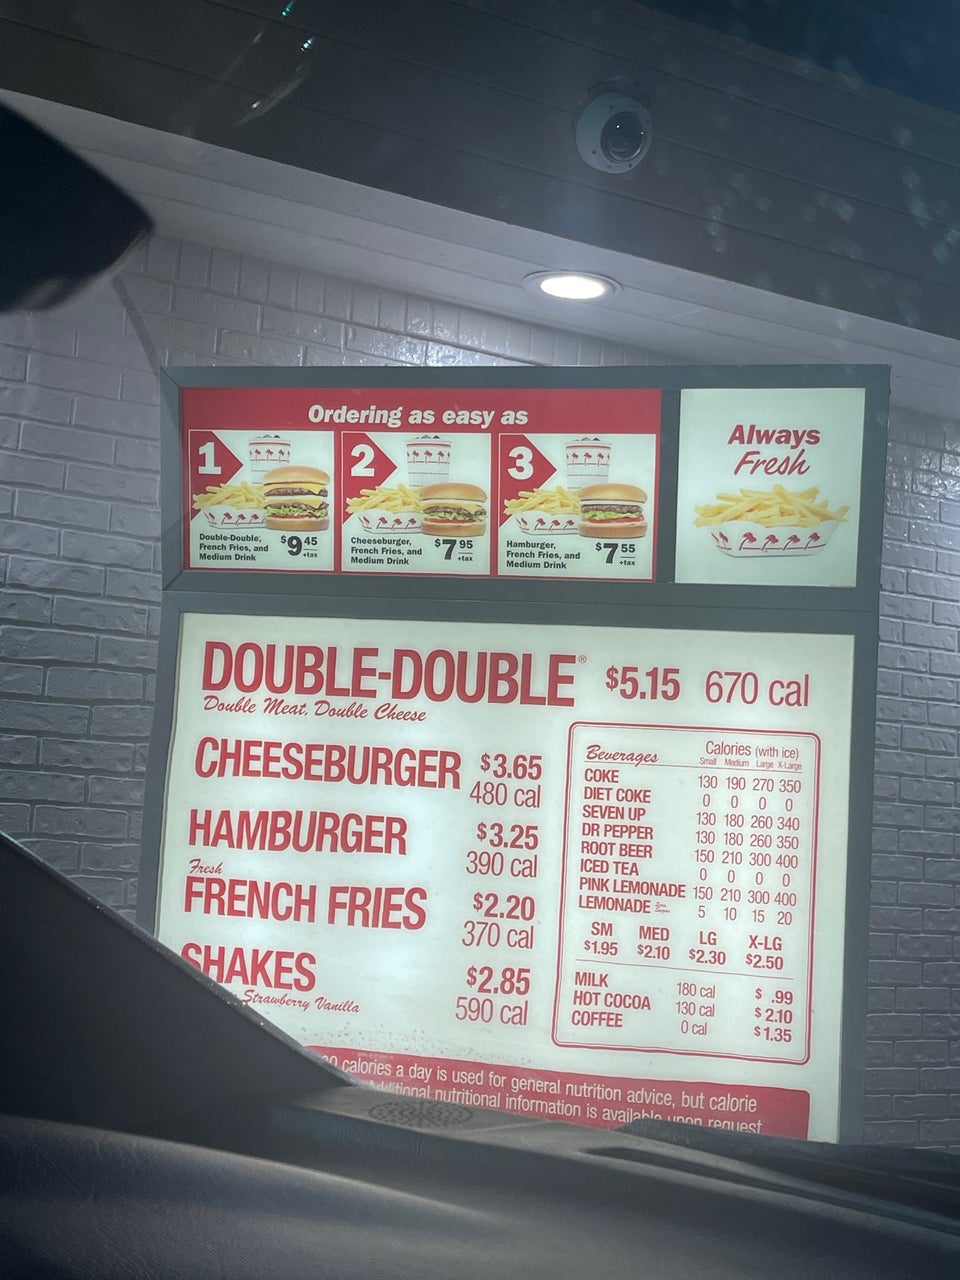 Ordering as easy as
1
Double-Double,
French Fries, and
Medium Drink
$9 45
+tax
2
Cheeseburger,
French Fries, and
Medium Drink
$7 95
+tax
3
Hamburger,
French Fries, and
Medium Drink
$7 55
+tax
Always
Fresh
DOUBLE-DOUBLE® $5.15 670 cal
Double Meat, Double Cheese
CHEESEBURGER $3.65
480 cal
HAMBURGER $3.25
390 cal
Fresh
FRENCH FRIES $2.20
370 cal
SHAKES $2.85
Strawberry Vanilla 590 cal
Beverages Calories (with ice)
Small Medium Large X-Large
COKE 130 190 270 350
DIET COKE 0 0 0 0
SEVEN UP 130 180 260 340
DR PEPPER 130 180 260 350
ROOT BEER 150 210 300 400
ICED TEA 0 0 0 0
PINK LEMONADE 150 210 300 400
LEMONADE 5 10 15 20
SM MED LG X-LG
$1.95 $2.10 $2.30 $2.50
MILK 180 cal $ .99
HOT COCOA 130 cal $2.10
COFFEE 0 cal $1.35
calories a day is used for general nutrition advice, but calorie
Additional nutritional information is available upon request